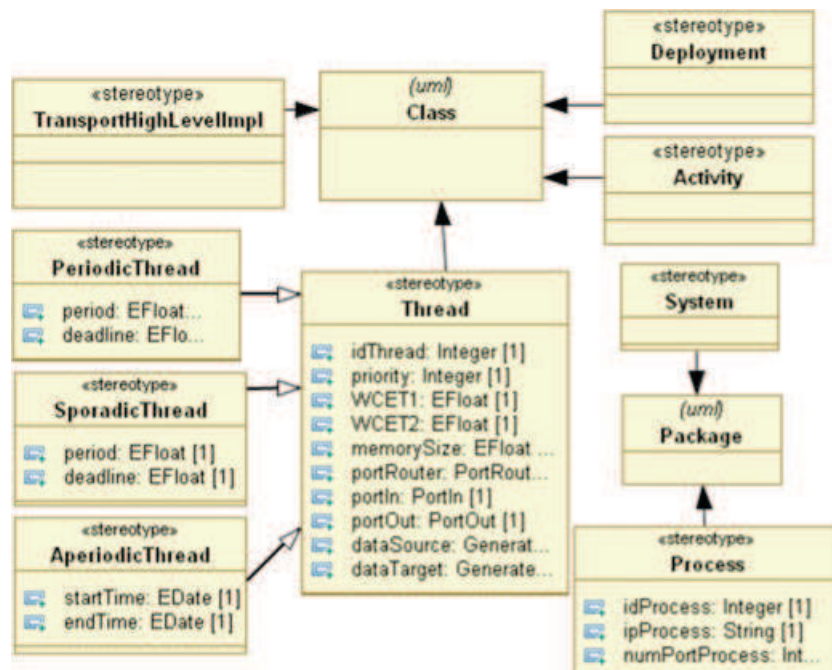 «stereotype»
TransportHighLevelImpl
(uml)
Class
«stereotype»
Deployment
«stereotype»
Activity
«stereotype»
PeriodicThread
period: EFloat...
deadline: EFlo...
«stereotype»
SporadicThread
period: EFloat [1]
deadline: EFloat [1]
«stereotype»
AperiodicThread
startTime: EDate [1]
endTime: EDate [1]
«stereotype»
Thread
idThread: Integer [1]
priority: Integer [1]
WCET1: EFloat [1]
WCET2: EFloat [1]
memorySize: EFloat ...
portRouter: PortRout...
portIn: PortIn [1]
portOut: PortOut [1]
dataSource: Generat...
dataTarget: Generate...
«stereotype»
System
(uml)
Package
«stereotype»
Process
idProcess: Integer [1]
ipProcess: String [1]
numPortProcess: Int...